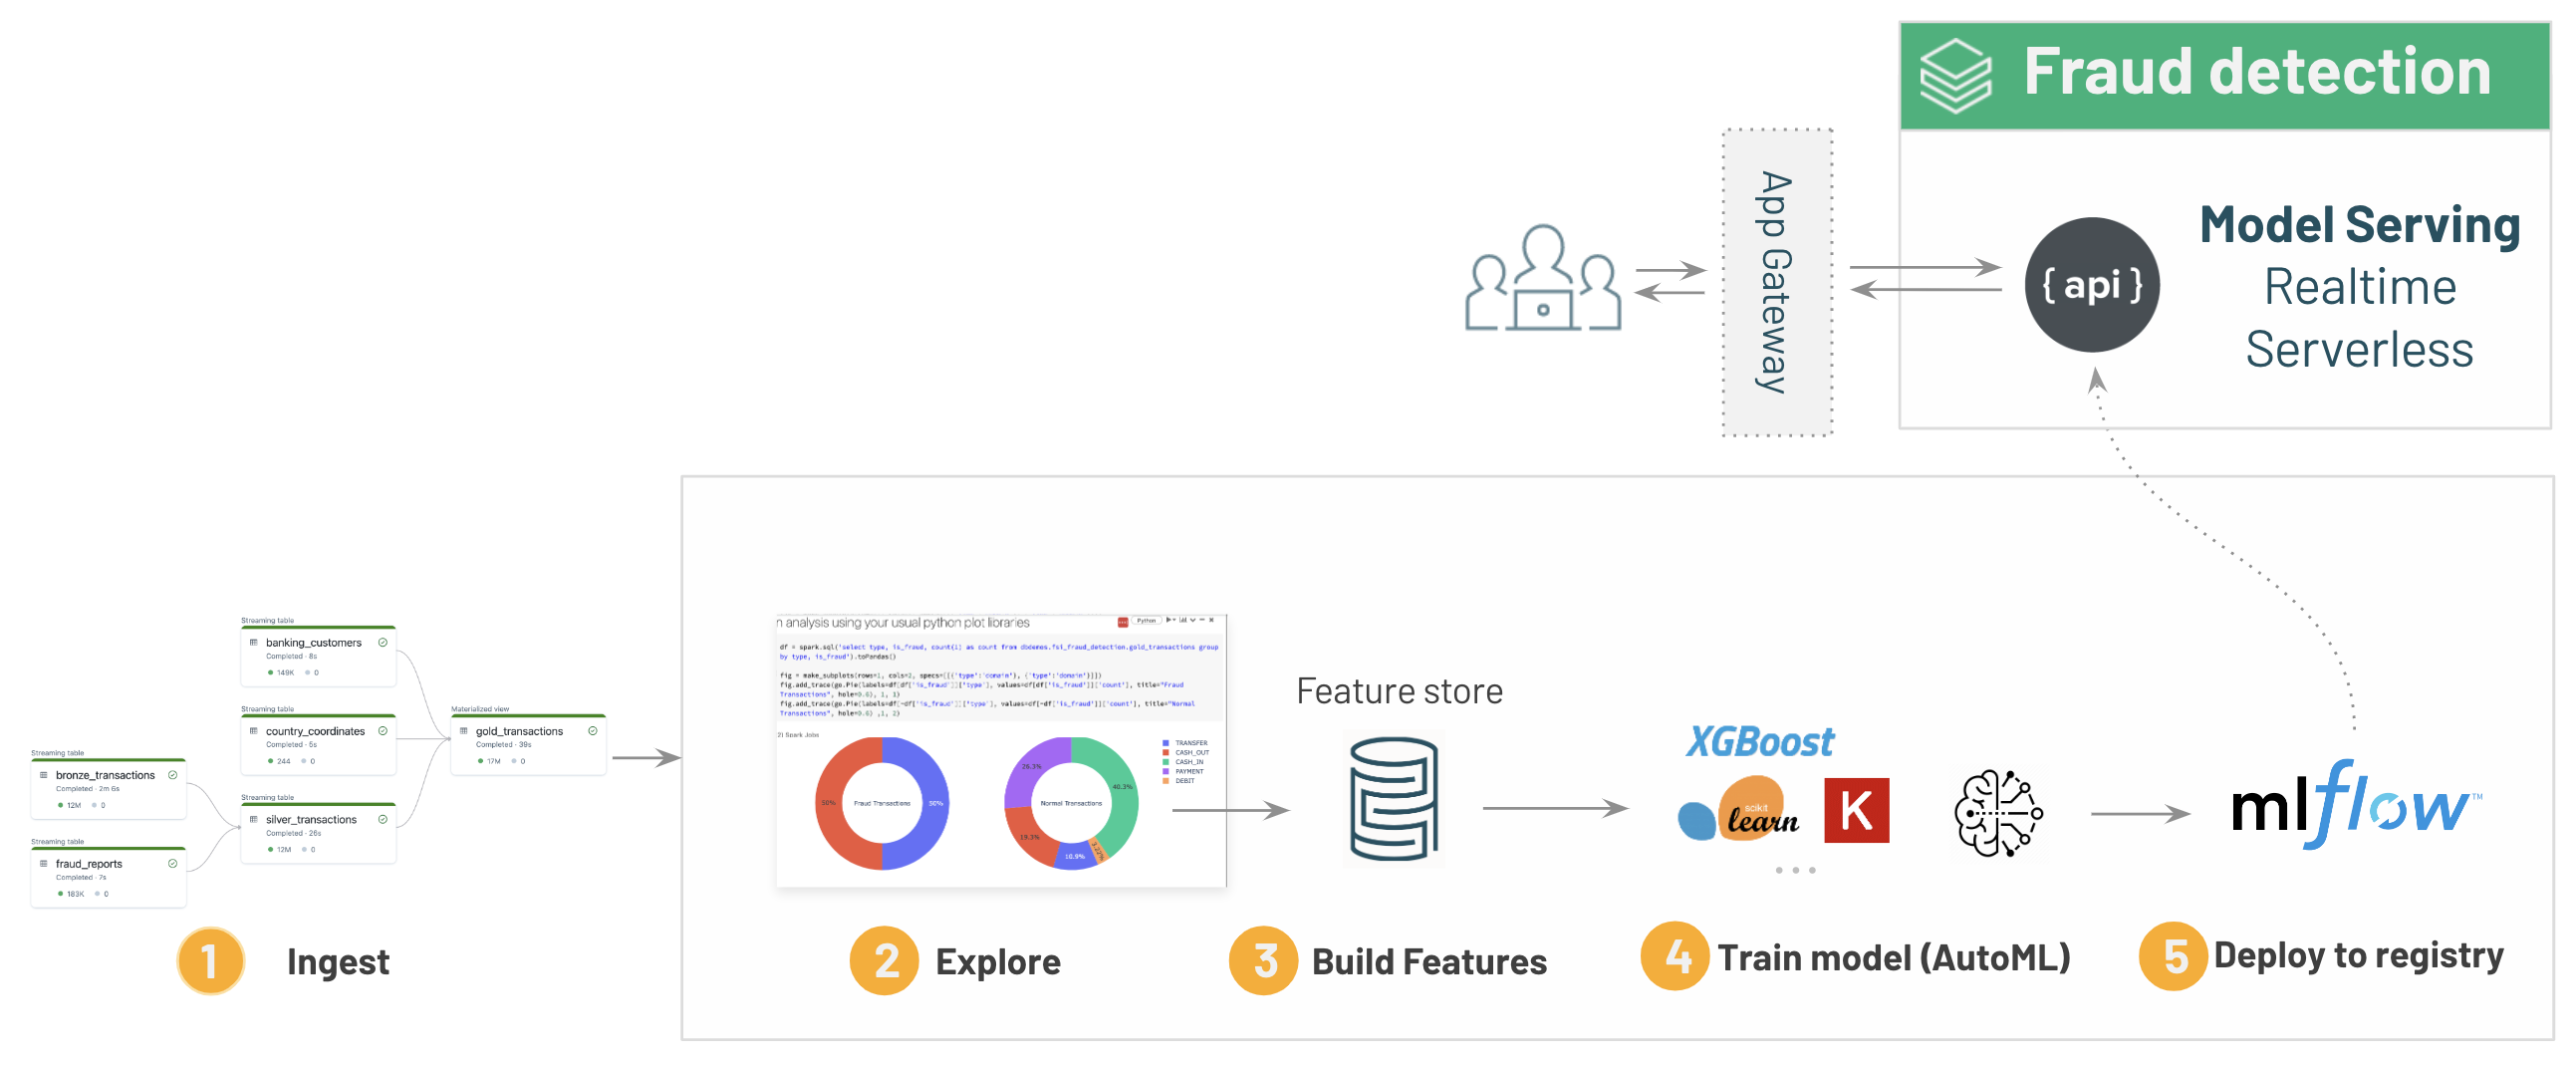 Fraud detection
App Gateway
{ api }
Model Serving
Realtime
Serverless
Streaming table
banking_customers
Completed · 8s
149K 0
Streaming table
country_coordinates
Completed · 5s
244 0
Materialized view
gold_transactions
Completed · 39s
17M 0
Streaming table
bronze_transactions
Completed · 2m 6s
12M 0
Streaming table
silver_transactions
Completed · 26s
12M 0
Streaming table
fraud_reports
Completed · 7s
183K 0
n analysis using your usual python plot libraries
Python
df = spark.sql('select type, is_fraud, count(1) as count from dbdemos.fsi_fraud_detection.gold_transactions group
by type, is_fraud').toPandas()
fig = make_subplots(rows=1, cols=2, specs=[[{'type':'domain'}, {'type':'domain'}]])
fig.add_trace(go.Pie(labels=df[df['is_fraud']]['type'], values=df[df['is_fraud']]['count'], title="Fraud
Transactions", hole=0.6), 1, 1)
fig.add_trace(go.Pie(labels=df[~df['is_fraud']]['type'], values=df[~df['is_fraud']]['count'], title="Normal
Transactions", hole=0.6) ,1, 2)
2) Spark Jobs
50%
Fraud Transactions
50%
26.3%
40.3%
Normal Transactions
19.3%
10.9%
3.22%
TRANSFER
CASH_OUT
CASH_IN
PAYMENT
DEBIT
Feature store
XGBoost
scikit
learn
K
mlflow™
1 Ingest
2 Explore
3 Build Features
4 Train model (AutoML)
5 Deploy to registry